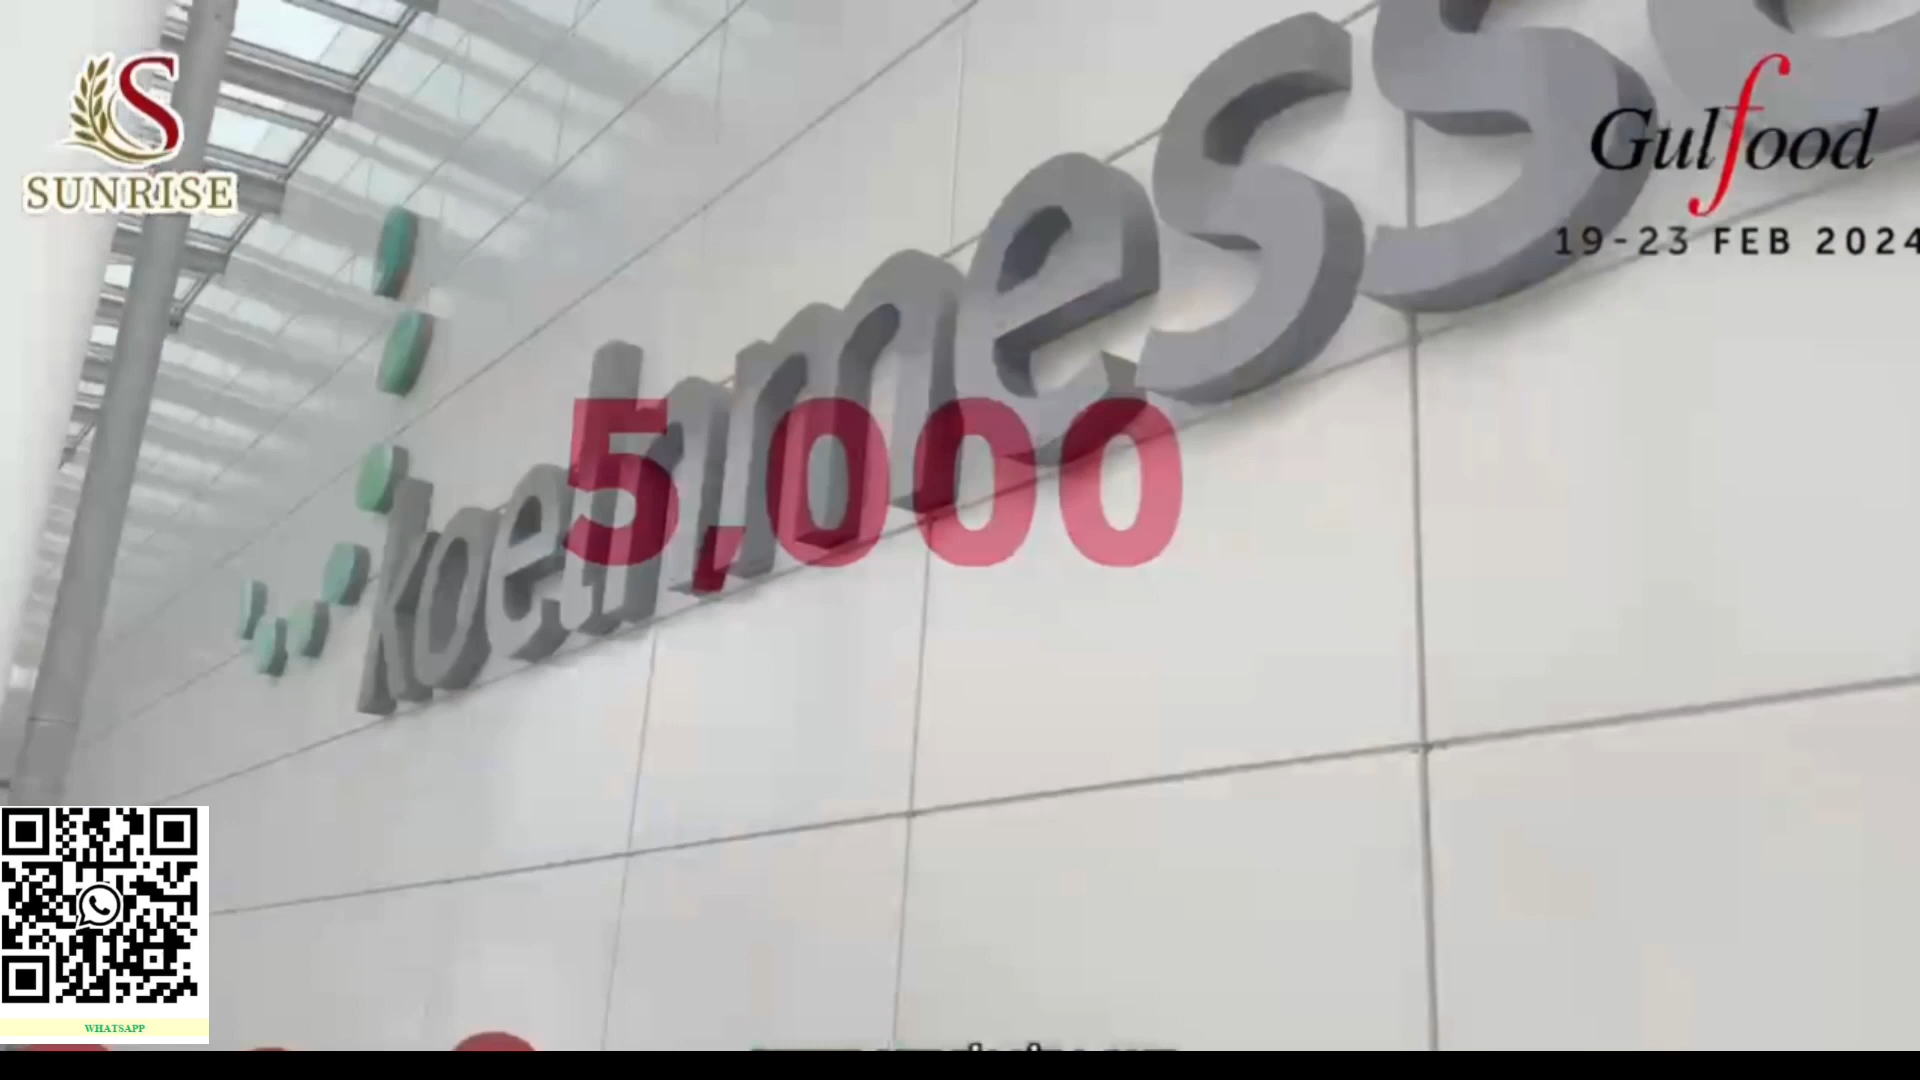 SUNRISE
Gulfood
19-23 FEB 2024
koelnmesse
5,000
WHATSAPP